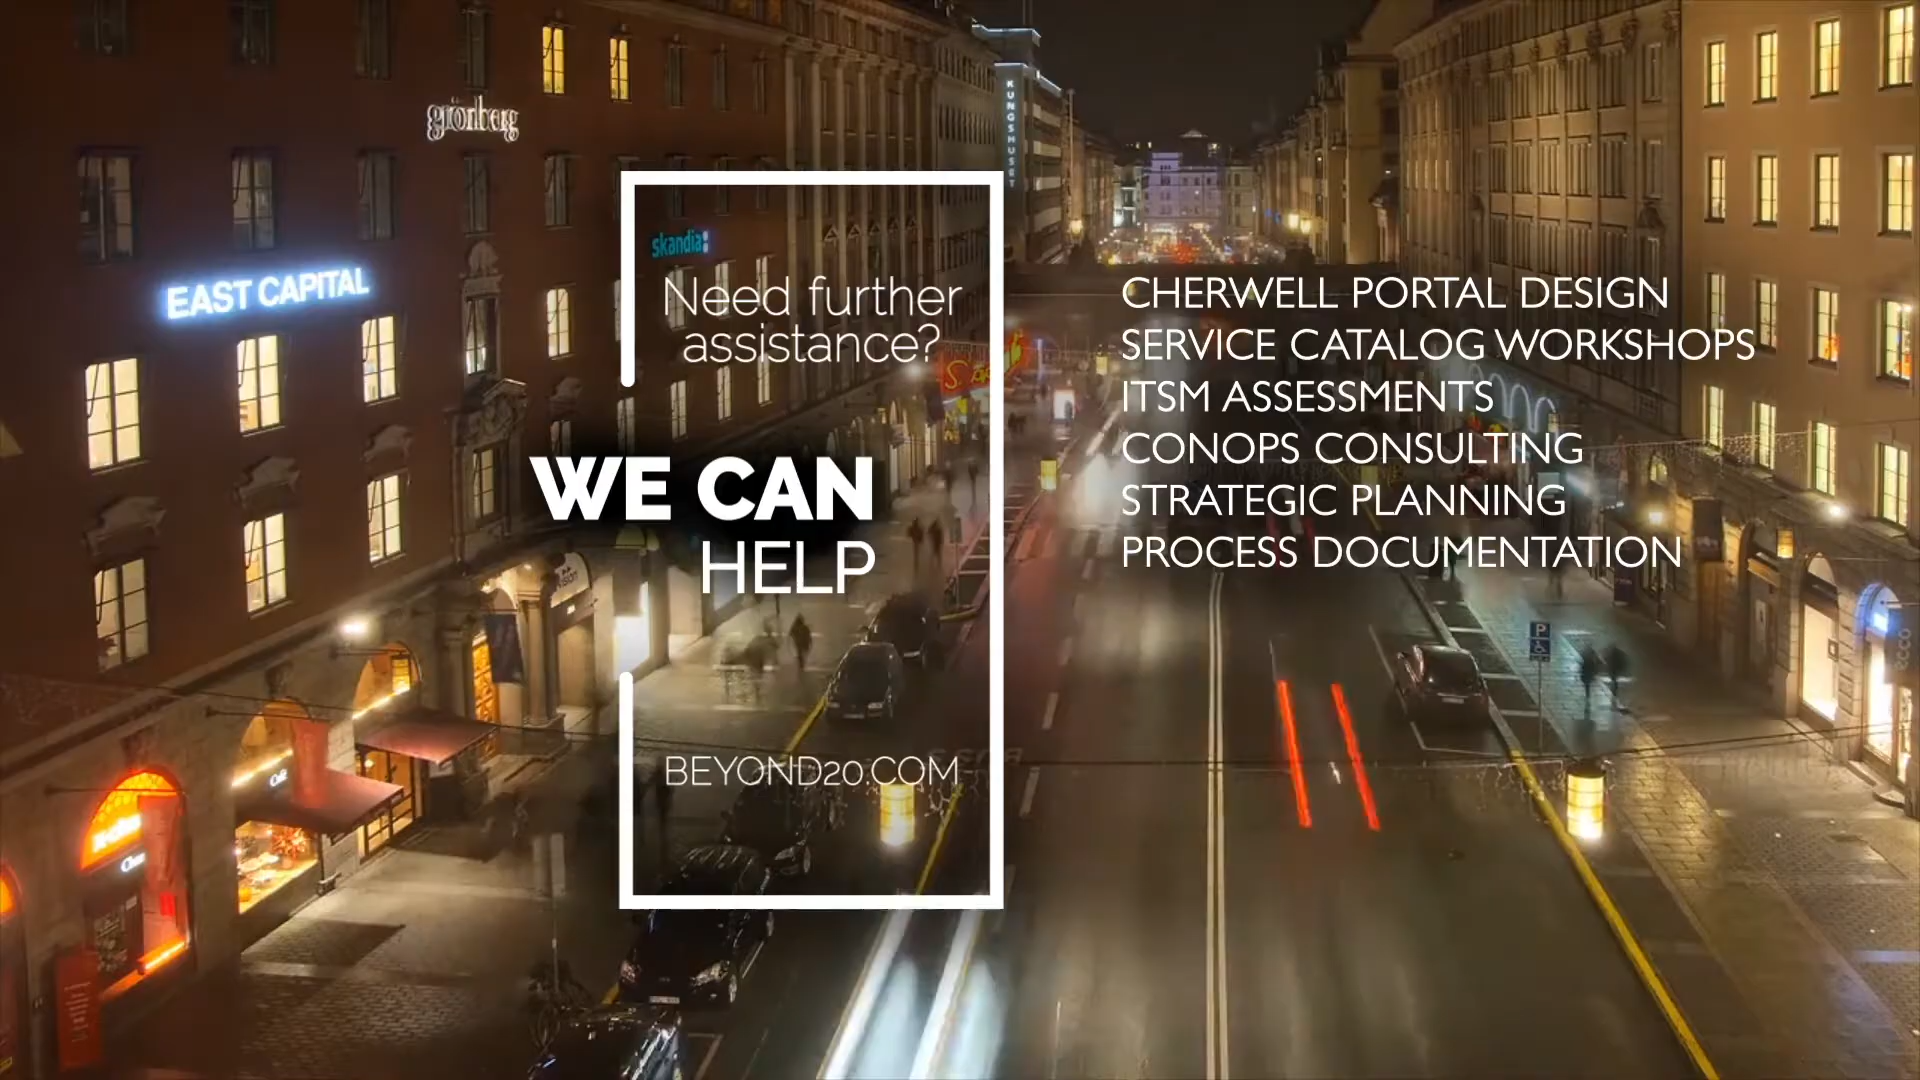 grönberg
KUNGSHUSET
skandia:
EAST CAPITAL
Need further
assistance?
WE CAN
HELP
BEYOND20.COM
CHERWELL PORTAL DESIGN
SERVICE CATALOG WORKSHOPS
ITSM ASSESSMENTS
CONOPS CONSULTING
STRATEGIC PLANNING
PROCESS DOCUMENTATION
P
ecco